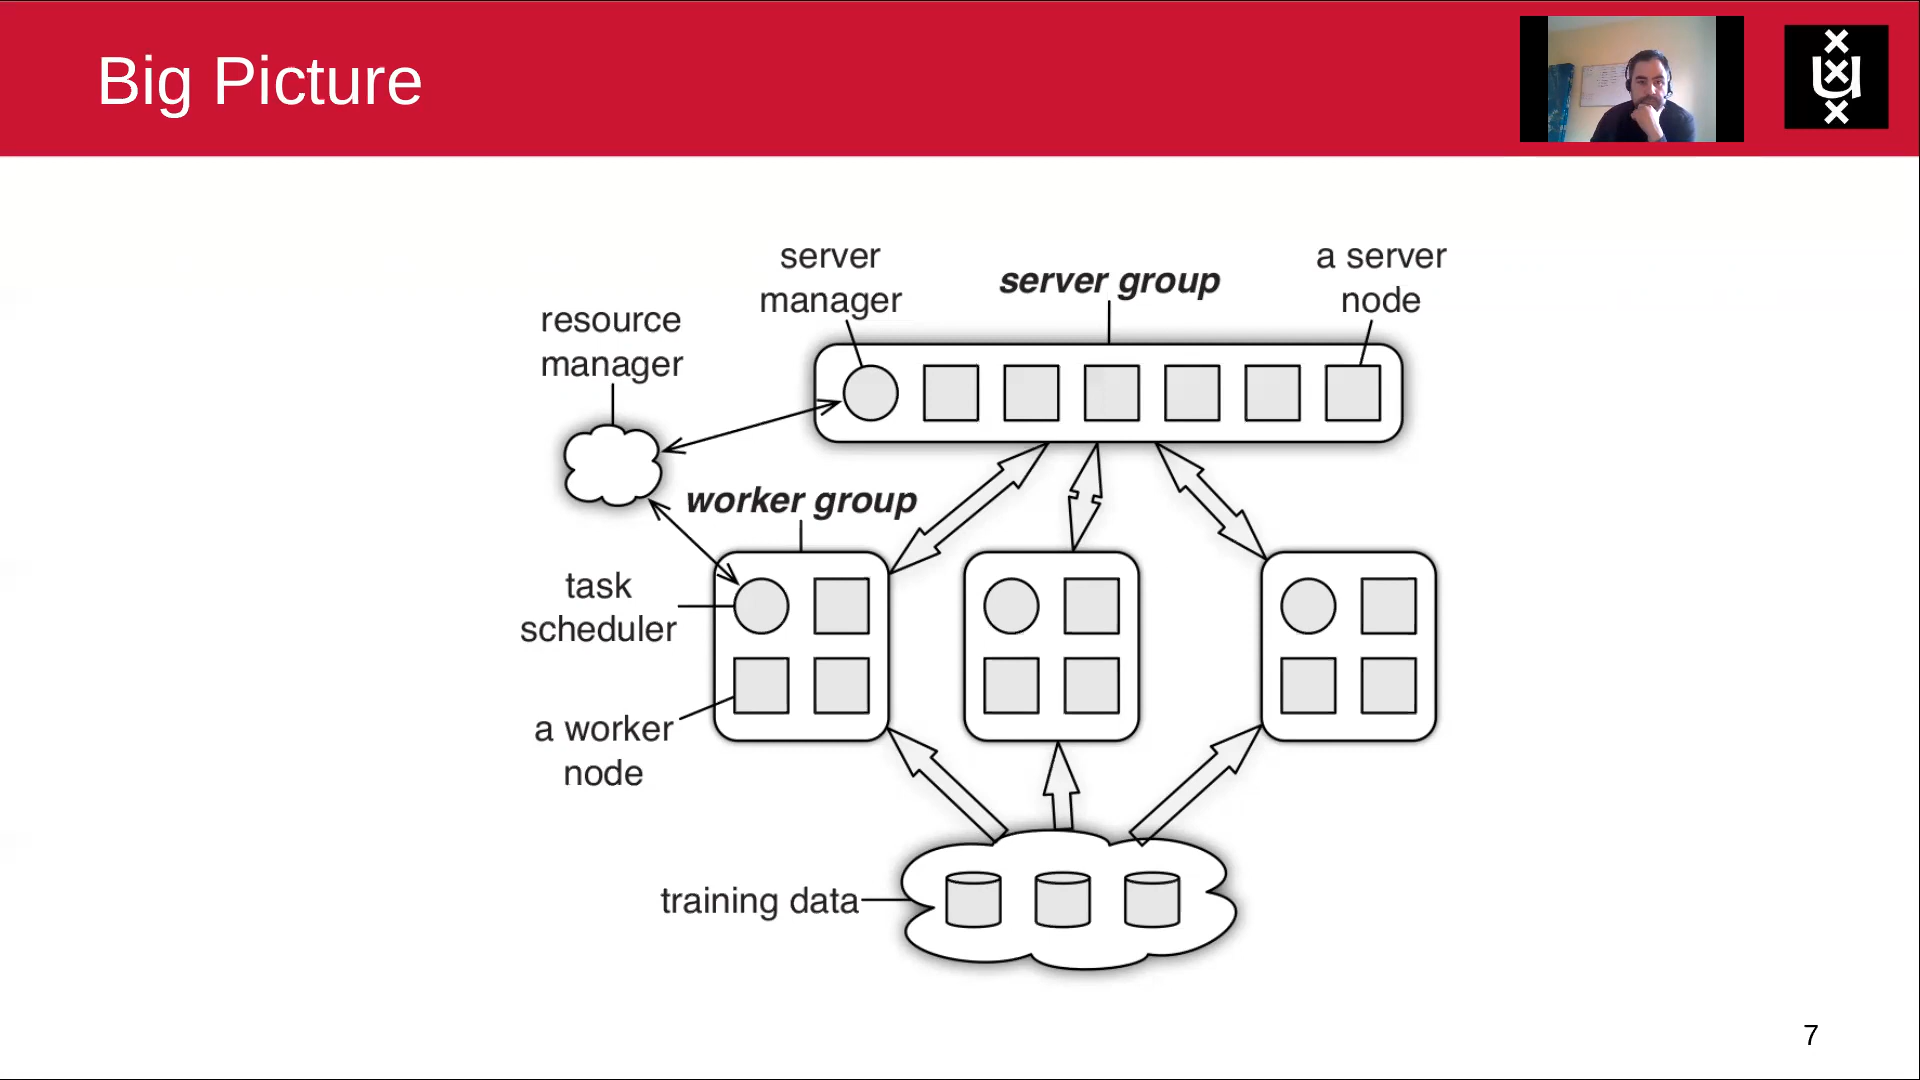 Big Picture
server
manager
server group
a server
node
resource
manager
worker group
task
scheduler
a worker
node
training data
7